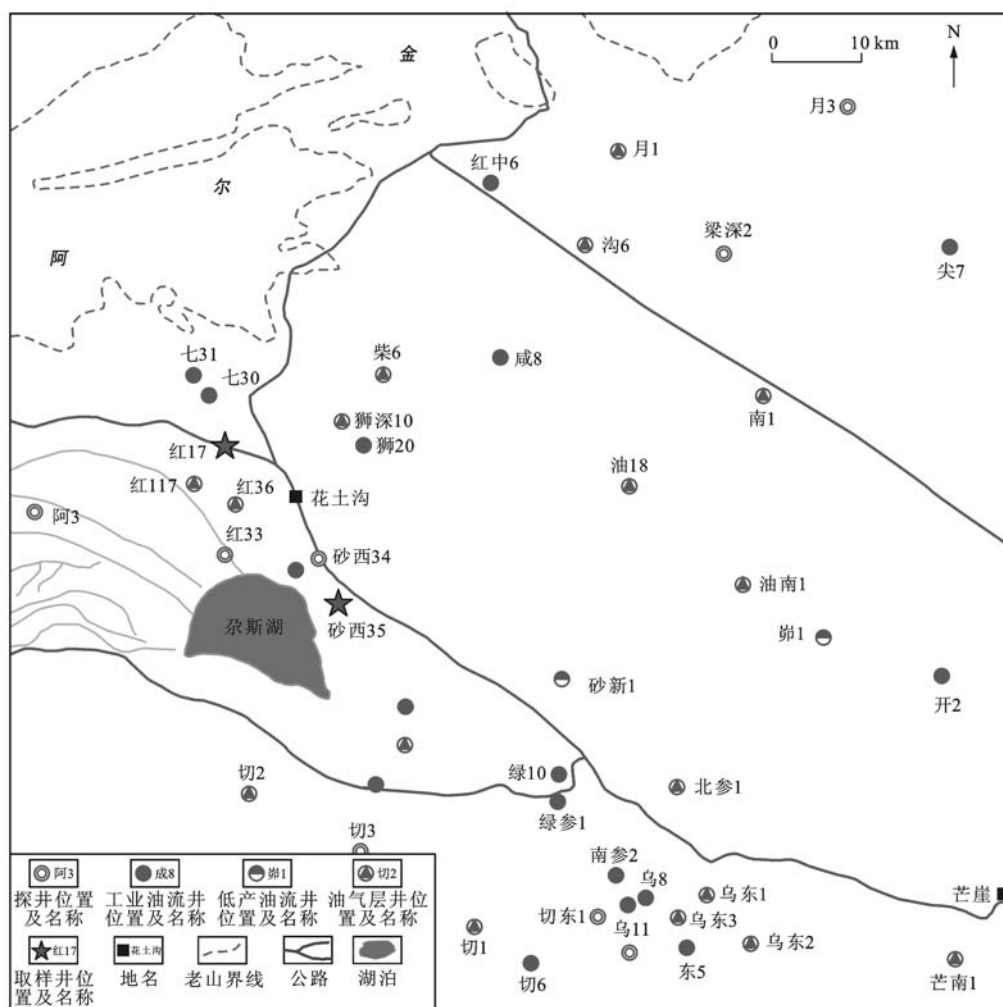 金
0 10 km
N
月3
月1
红中6
尔
沟6
梁深2
阿
尖7
七31
柴6
咸8
七30
南1
狮深10
红17
狮20
油18
红117
红36
花土沟
阿3
红33
砂西34
油南1
尕斯湖
砂西35
峁1
砂新1
开2
绿10
切2
北参1
绿参1
切3
南参2
乌8
乌东1
芒崖
切东1
乌东3
乌11
切1
乌东2
东5
切6
芒南1
阿3
成8
峁1
切2
探井位置
及名称
工业油流井
位置及名称
低产油流井
位置及名称
油气层井位
置及名称
红17
花土沟
取样井位
置及名称
地名
老山界线
公路
湖泊